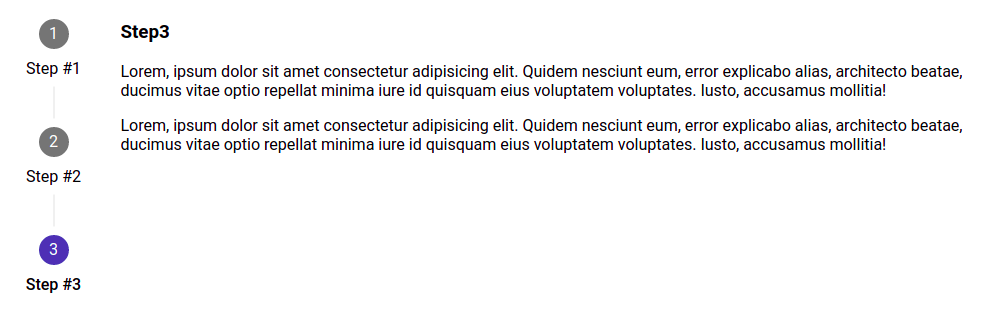 1
Step #1
2
Step #2
3
Step #3
Step3
Lorem, ipsum dolor sit amet consectetur adipisicing elit. Quidem nesciunt eum, error explicabo alias, architecto beatae,
ducimus vitae optio repellat minima iure id quisquam eius voluptatem voluptates. Iusto, accusamus mollitia!
Lorem, ipsum dolor sit amet consectetur adipisicing elit. Quidem nesciunt eum, error explicabo alias, architecto beatae,
ducimus vitae optio repellat minima iure id quisquam eius voluptatem voluptates. Iusto, accusamus mollitia!